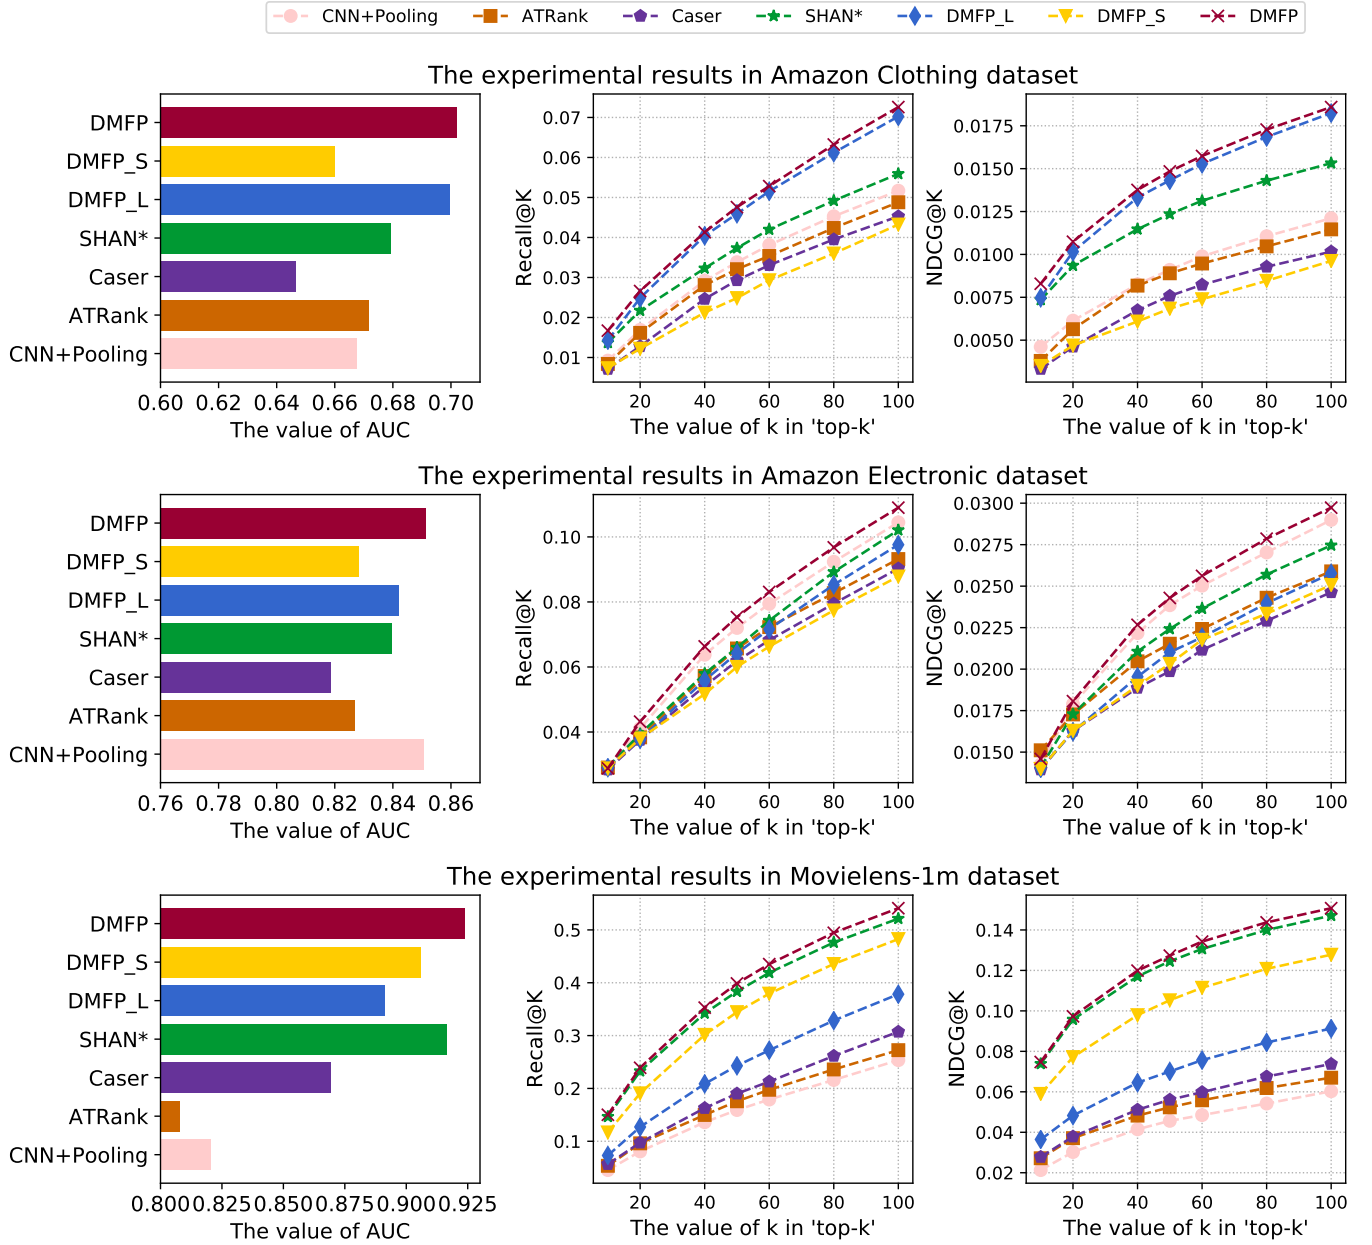 CNN+Pooling ATRank Caser SHAN* DMFP_L DMFP_S DMFP
The experimental results in Amazon Clothing dataset
DMFP
DMFP_S
DMFP_L
SHAN*
Caser
ATRank
CNN+Pooling
0.60 0.62 0.64 0.66 0.68 0.70
The value of AUC
Recall@K
0.07
0.06
0.05
0.04
0.03
0.02
0.01
20 40 60 80 100
The value of k in 'top-k'
NDCG@K
0.0175
0.0150
0.0125
0.0100
0.0075
0.0050
20 40 60 80 100
The value of k in 'top-k'
The experimental results in Amazon Electronic dataset
DMFP
DMFP_S
DMFP_L
SHAN*
Caser
ATRank
CNN+Pooling
0.76 0.78 0.80 0.82 0.84 0.86
The value of AUC
Recall@K
0.10
0.08
0.06
0.04
20 40 60 80 100
The value of k in 'top-k'
NDCG@K
0.0300
0.0275
0.0250
0.0225
0.0200
0.0175
0.0150
20 40 60 80 100
The value of k in 'top-k'
The experimental results in Movielens-1m dataset
DMFP
DMFP_S
DMFP_L
SHAN*
Caser
ATRank
CNN+Pooling
0.800 0.825 0.850 0.875 0.900 0.925
The value of AUC
Recall@K
0.5
0.4
0.3
0.2
0.1
20 40 60 80 100
The value of k in 'top-k'
NDCG@K
0.14
0.12
0.10
0.08
0.06
0.04
0.02
20 40 60 80 100
The value of k in 'top-k'